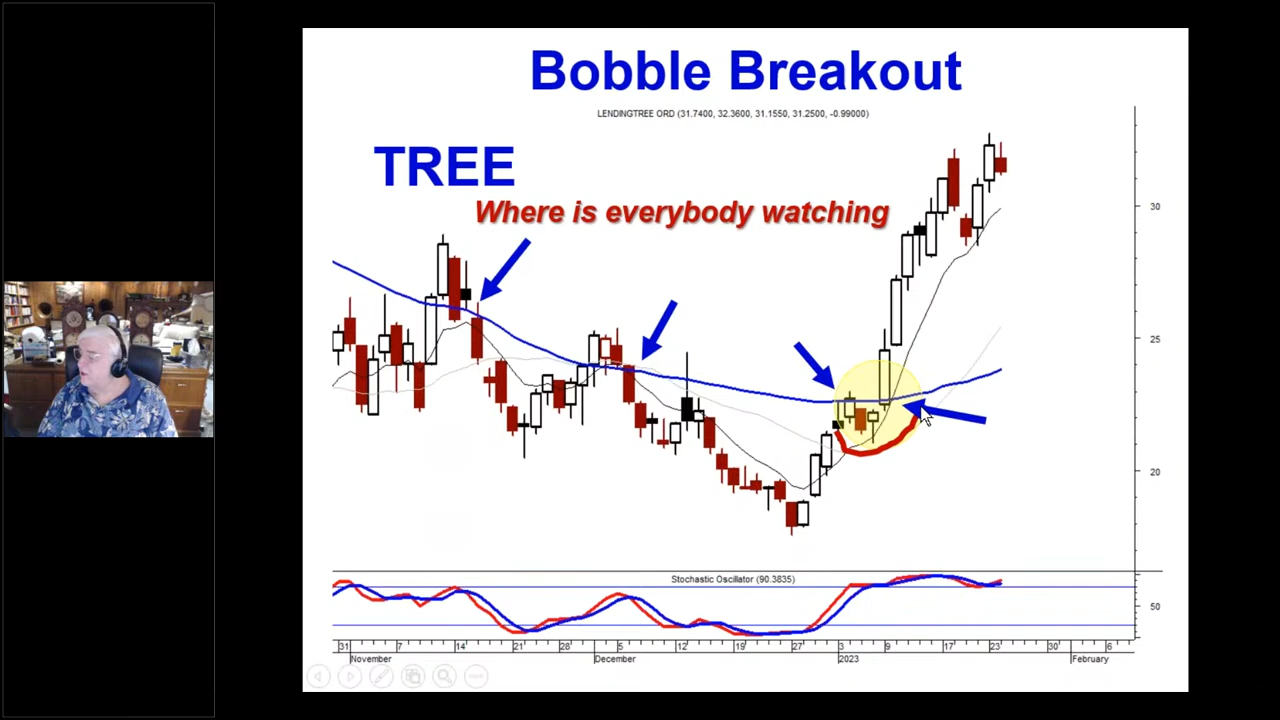 Bobble Breakout
LENDINGTREE ORD (31.7400, 32.3600, 31.1550, 31.2500, -0.99000)
TREE
Where is everybody watching
30
25
20
Stochastic Oscillator (90.3835)
50
31 7 14 21 28 5 12 19 27 3 9 17 23 30 6
November December 2023 February